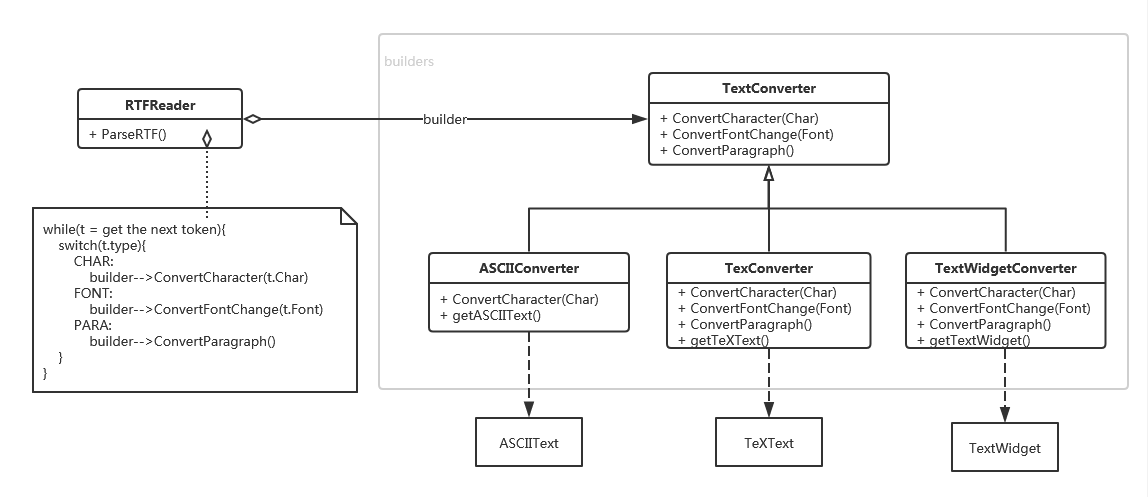 builders
RTFReader
+ ParseRTF()
builder
TextConverter
+ ConvertCharacter(Char)
+ ConvertFontChange(Font)
+ ConvertParagraph()
while(t = get the next token){
switch(t.type){
CHAR:
builder-->ConvertCharacter(t.Char)
FONT:
builder-->ConvertFontChange(t.Font)
PARA:
builder-->ConvertParagraph()
}
}
ASCIIConverter
+ ConvertCharacter(Char)
+ getASCIIText()
TexConverter
+ ConvertCharacter(Char)
+ ConvertFontChange(Font)
+ ConvertParagraph()
+ getTeXText()
TextWidgetConverter
+ ConvertCharacter(Char)
+ ConvertFontChange(Font)
+ ConvertParagraph()
+ getTextWidget()
ASCIIText
TeXText
TextWidget